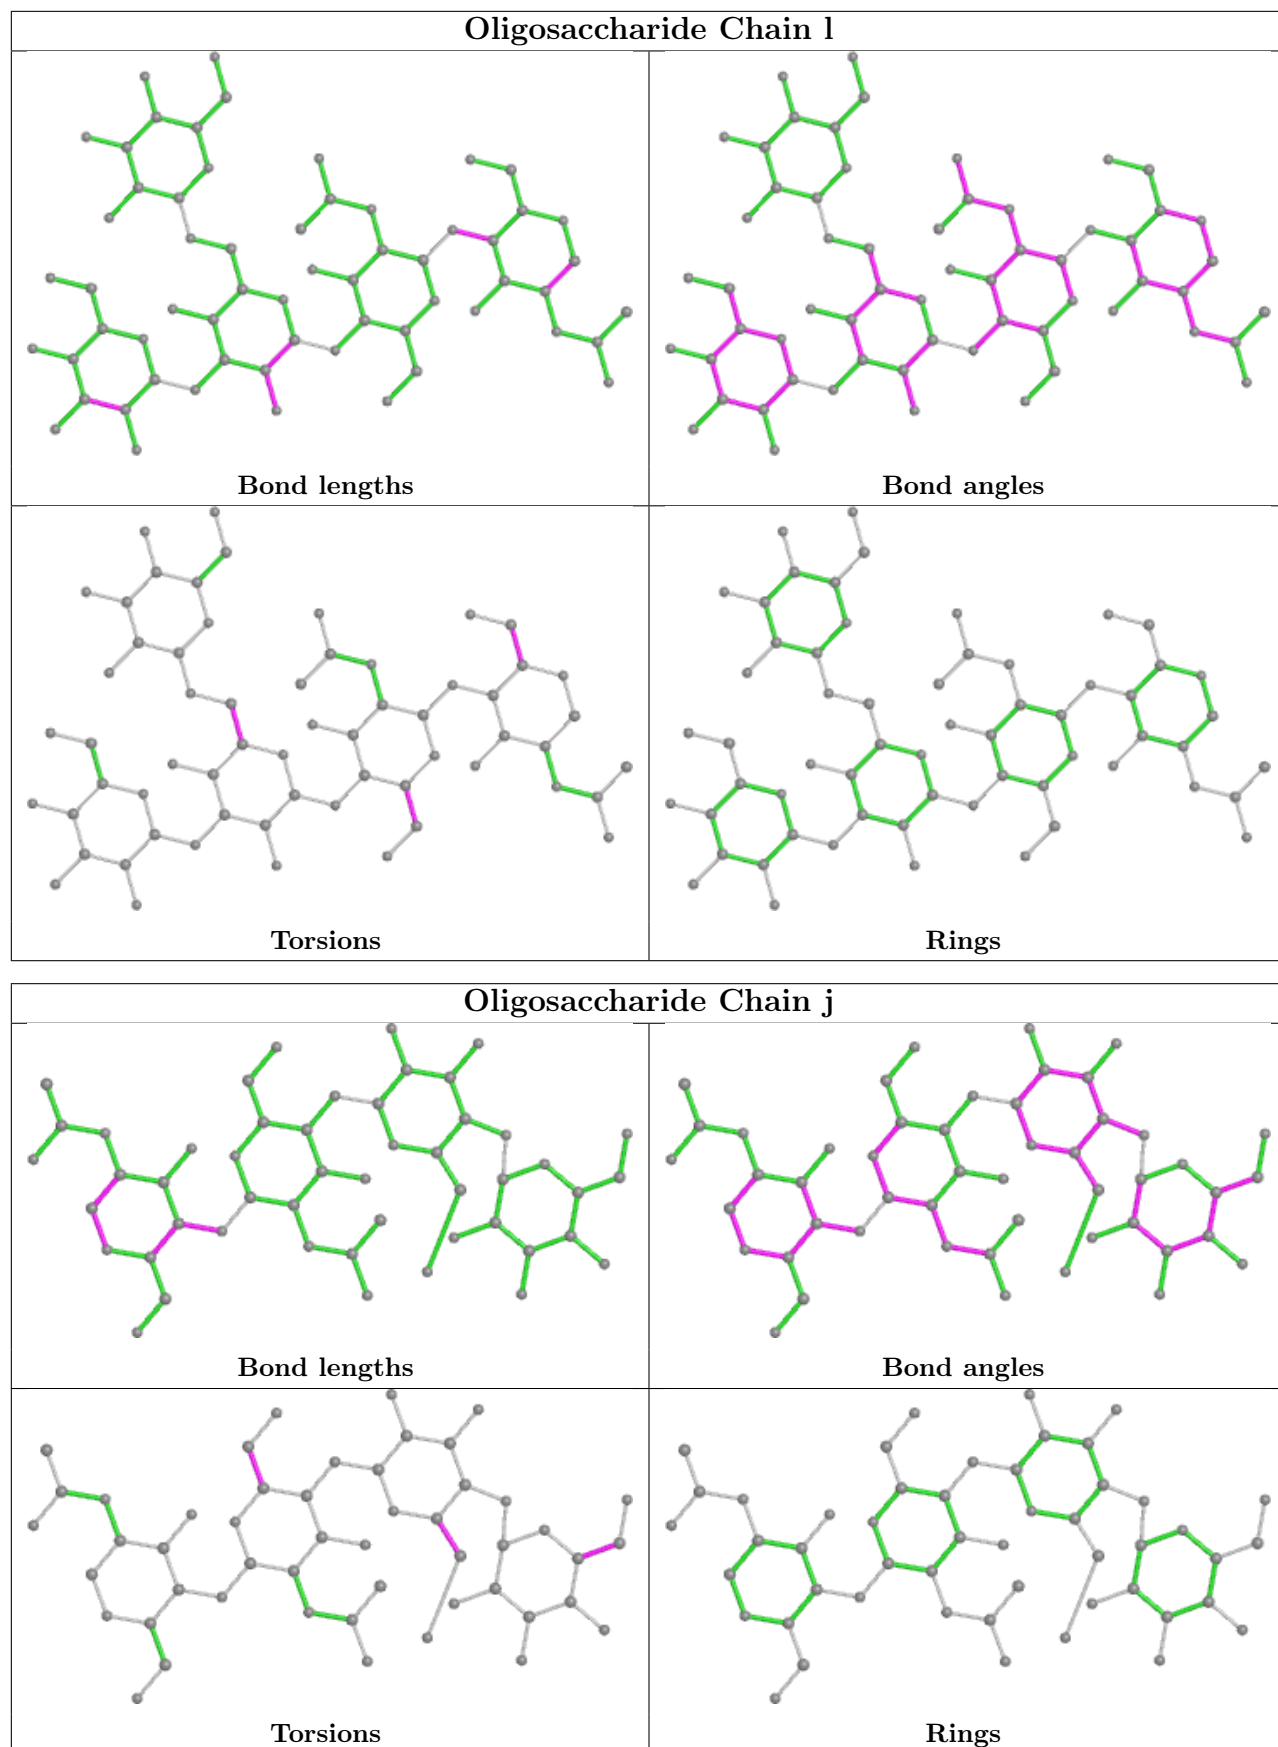 Oligosaccharide Chain l
Bond lengths
Bond angles
Torsions
Rings
Oligosaccharide Chain j
Bond lengths
Bond angles
Torsions
Rings